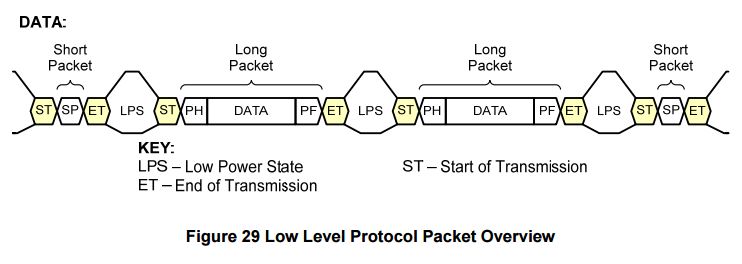 DATA:
Short Packet
Long Packet
Long Packet
Short Packet
ST SP ET LPS ST PH DATA PF ET LPS ST PH DATA PF ET LPS ST SP ET
KEY:
LPS – Low Power State
ST – Start of Transmission
ET – End of Transmission
Figure 29 Low Level Protocol Packet Overview